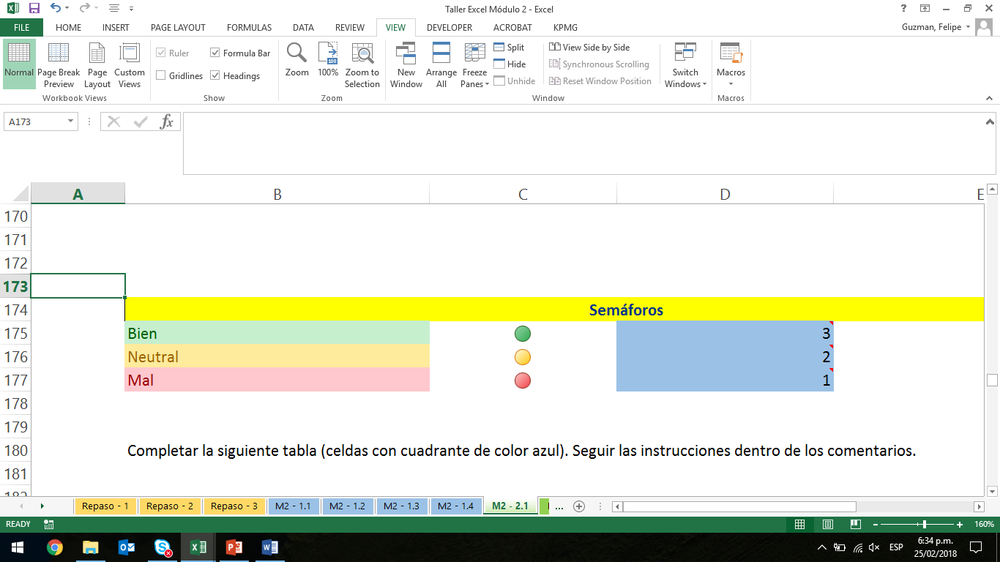 Taller Excel Módulo 2 - Excel
?
FILE HOME INSERT PAGE LAYOUT FORMULAS DATA REVIEW VIEW DEVELOPER ACROBAT KPMG
Guzman, Felipe
Normal
Page Break Preview
Page Layout
Custom Views
Workbook Views
Ruler
Formula Bar
Gridlines
Headings
Show
Zoom
100%
Zoom to Selection
Zoom
New Window
Arrange All
Freeze Panes
Split
Hide
Unhide
View Side by Side
Synchronous Scrolling
Reset Window Position
Window
Switch Windows
Macros
Macros
A173
fx
A B C D E
170
171
172
173
174 Semáforos
175 Bien 3
176 Neutral 2
177 Mal 1
178
179
180 Completar la siguiente tabla (celdas con cuadrante de color azul). Seguir las instrucciones dentro de los comentarios.
181
Repaso - 1 Repaso - 2 Repaso - 3 M2 - 1.1 M2 - 1.2 M2 - 1.3 M2 - 1.4 M2 - 2.1 ...
READY
160%
ESP
6:34 p.m.
25/02/2018